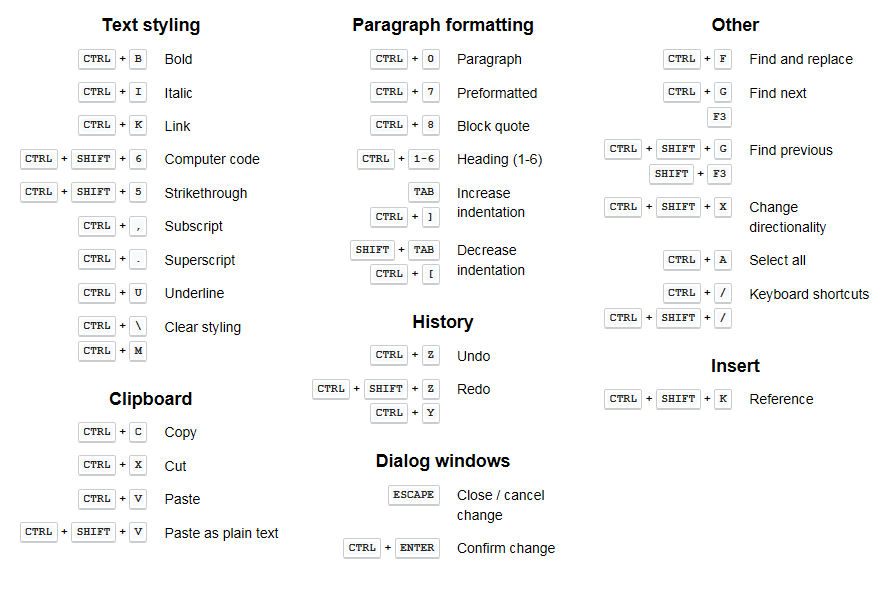 Text styling
CTRL + B Bold
CTRL + I Italic
CTRL + K Link
CTRL + SHIFT + 6 Computer code
CTRL + SHIFT + 5 Strikethrough
CTRL + , Subscript
CTRL + . Superscript
CTRL + U Underline
CTRL + \ Clear styling
CTRL + M
Clipboard
CTRL + C Copy
CTRL + X Cut
CTRL + V Paste
CTRL + SHIFT + V Paste as plain text
Paragraph formatting
CTRL + 0 Paragraph
CTRL + 7 Preformatted
CTRL + 8 Block quote
CTRL + 1-6 Heading (1-6)
TAB Increase
CTRL + ] indentation
SHIFT + TAB Decrease
CTRL + [ indentation
History
CTRL + Z Undo
CTRL + SHIFT + Z Redo
CTRL + Y
Dialog windows
ESCAPE Close / cancel
change
CTRL + ENTER Confirm change
Other
CTRL + F Find and replace
CTRL + G Find next
F3
CTRL + SHIFT + G Find previous
SHIFT + F3
CTRL + SHIFT + X Change
directionality
CTRL + A Select all
CTRL + / Keyboard shortcuts
CTRL + SHIFT + /
Insert
CTRL + SHIFT + K Reference